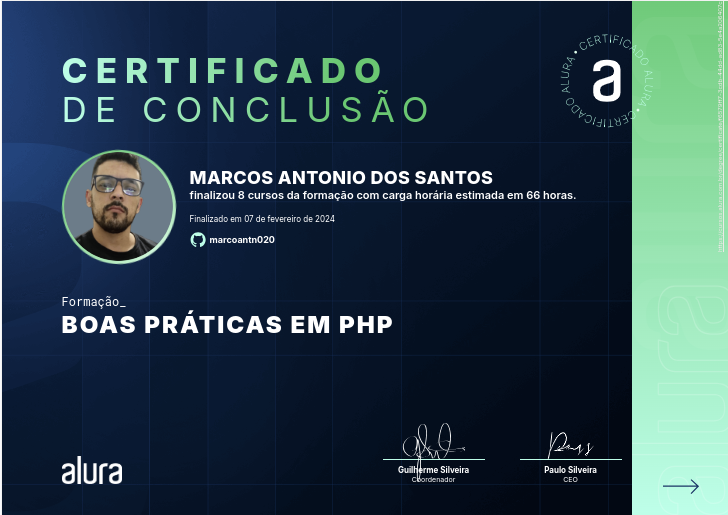 CERTIFICADO
DE CONCLUSÃO
CERTIFICADO ALURA • CERTIFICADO ALURA •
a
MARCOS ANTONIO DOS SANTOS
finalizou 8 cursos da formação com carga horária estimada em 66 horas.
Finalizado em 07 de fevereiro de 2024
marcoantn020
Formação_
BOAS PRÁTICAS EM PHP
alura
Guilherme Silveira
Coordenador
Paulo Silveira
CEO
alura